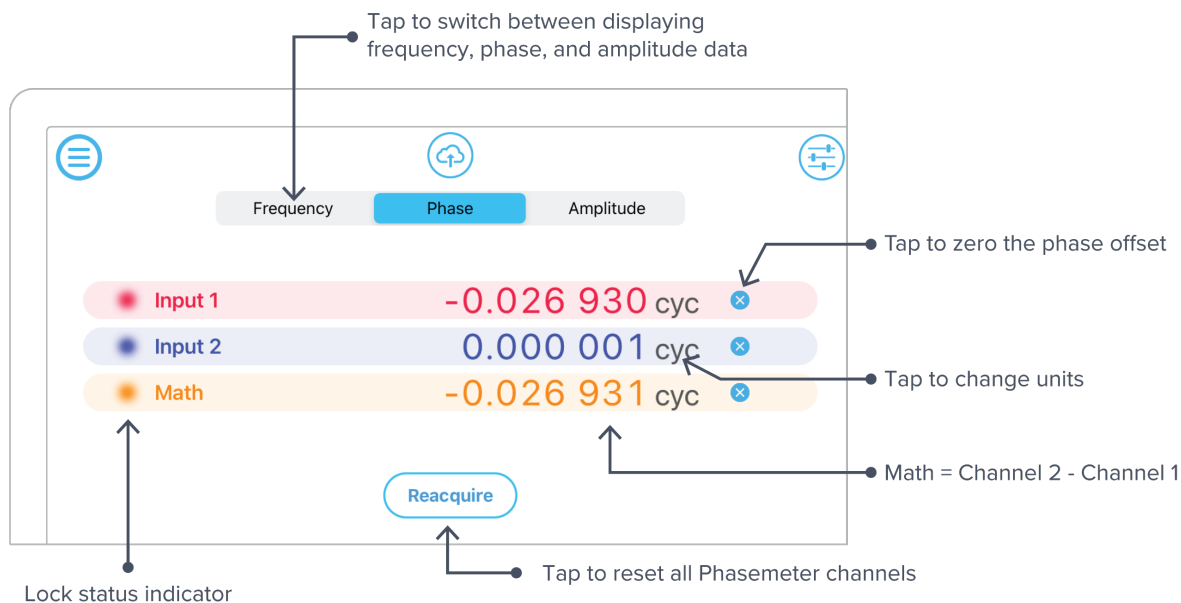 Tap to switch between displaying
frequency, phase, and amplitude data
Frequency Phase Amplitude
Tap to zero the phase offset
Input 1 -0.026 930 cyc
Input 2 0.000 001 cyc
Tap to change units
Math -0.026 931 cyc
Math = Channel 2 - Channel 1
Reacquire
Tap to reset all Phasemeter channels
Lock status indicator